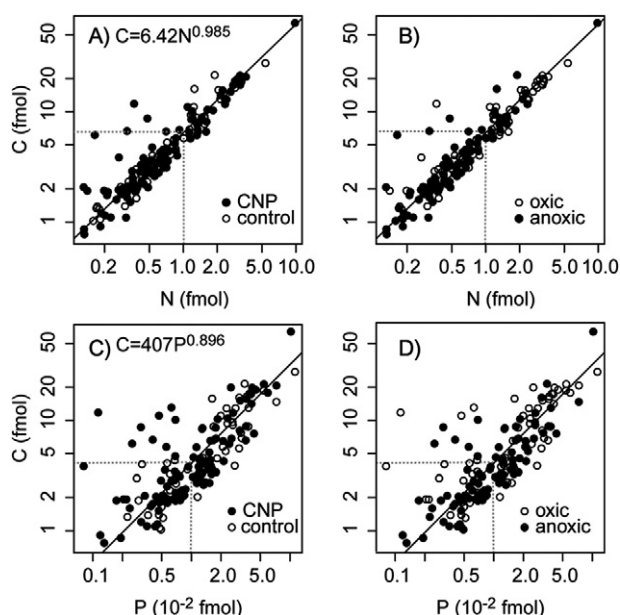 A) C=6.42N0.985
50
20
10
5
2
1
C (fmol)
CNP
control
0.2 0.5 1.0 2.0 5.0 10.0
N (fmol)
B)
50
20
10
5
2
1
C (fmol)
oxic
anoxic
0.2 0.5 1.0 2.0 5.0 10.0
N (fmol)
C) C=407P0.896
50
20
10
5
2
1
C (fmol)
CNP
control
0.1 0.5 2.0 5.0
P (10-2 fmol)
D)
50
20
10
5
2
1
C (fmol)
oxic
anoxic
0.1 0.5 2.0 5.0
P (10-2 fmol)